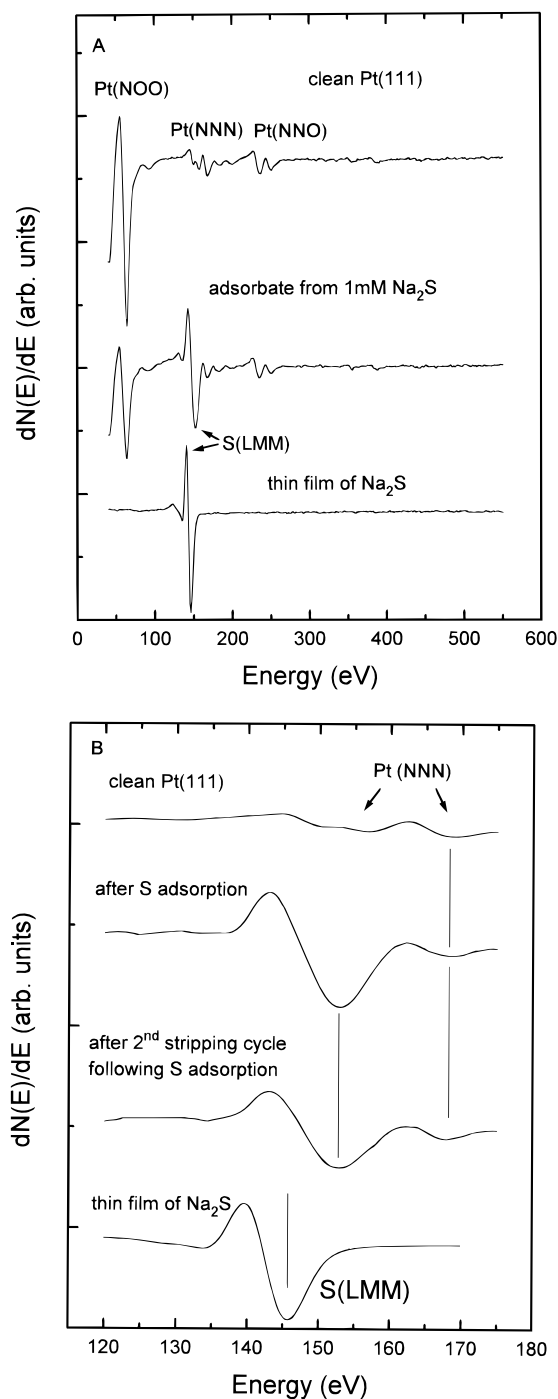 A
Pt(NOO)
clean Pt(111)
Pt(NNN)
Pt(NNO)
adsorbate from 1mM Na₂S
S(LMM)
thin film of Na₂S
dN(E)/dE (arb. units)
0 100 200 300 400 500 600
Energy (eV)
B
Pt (NNN)
clean Pt(111)
after S adsorption
after 2nd stripping cycle
following S adsorption
thin film of Na₂S
S(LMM)
dN(E)/dE (arb. units)
120 130 140 150 160 170 180
Energy (eV)